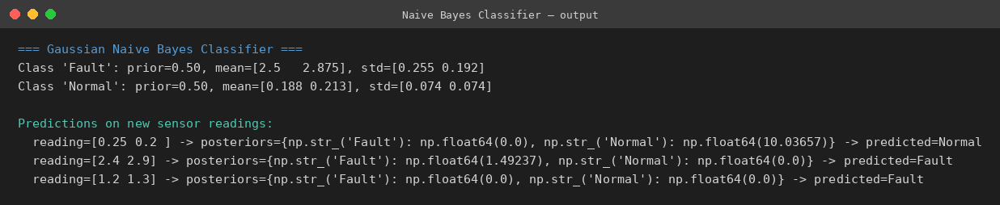 Naive Bayes Classifier — output
=== Gaussian Naive Bayes Classifier ===
Class 'Fault': prior=0.50, mean=[2.5   2.875], std=[0.255 0.192]
Class 'Normal': prior=0.50, mean=[0.188 0.213], std=[0.074 0.074]
Predictions on new sensor readings:
  reading=[0.25 0.2 ] -> posteriors={np.str_('Fault'): np.float64(0.0), np.str_('Normal'): np.float64(10.03657)} -> predicted=Normal
  reading=[2.4 2.9] -> posteriors={np.str_('Fault'): np.float64(1.49237), np.str_('Normal'): np.float64(0.0)} -> predicted=Fault
  reading=[1.2 1.3] -> posteriors={np.str_('Fault'): np.float64(0.0), np.str_('Normal'): np.float64(0.0)} -> predicted=Fault